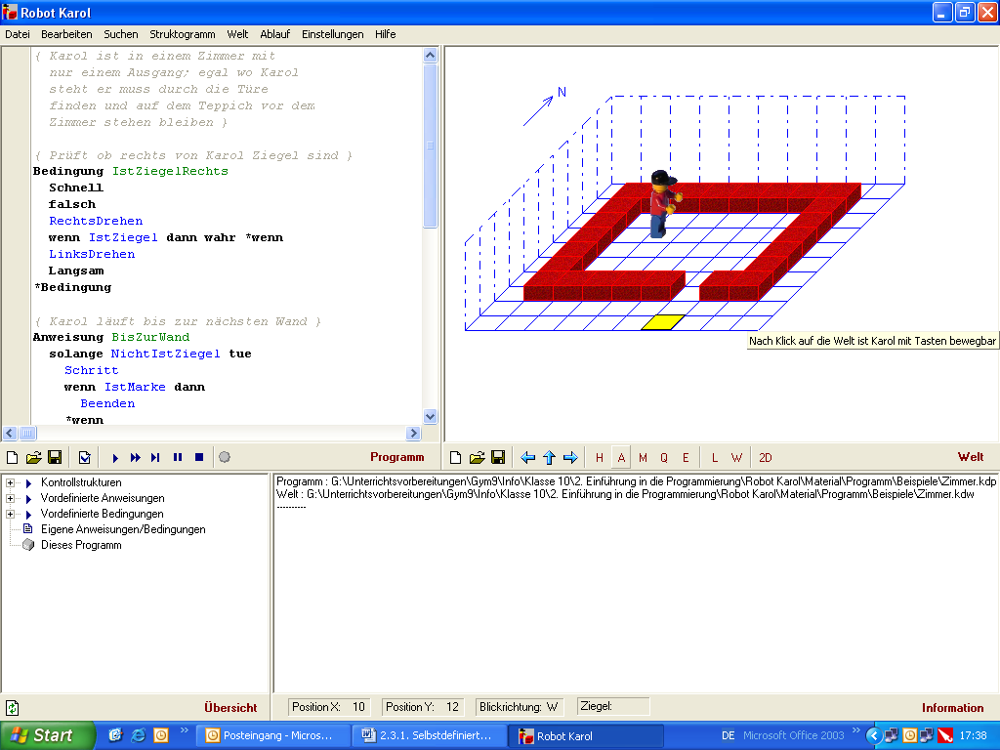 Robot Karol
Datei Bearbeiten Suchen Struktogramm Welt Ablauf Einstellungen Hilfe
{ Karol ist in einem Zimmer mit
nur einem Ausgang; egal wo Karol
steht er muss durch die Türe
finden und auf dem Teppich vor dem
Zimmer stehen bleiben }
{ Prüft ob rechts von Karol Ziegel sind }
Bedingung IstZiegelRechts
Schnell
falsch
RechtsDrehen
wenn IstZiegel dann wahr *wenn
LinksDrehen
Langsam
*Bedingung
{ Karol läuft bis zur nächsten Wand }
Anweisung BisZurWand
solange NichtIstZiegel tue
Schritt
wenn IstMarke dann
Beenden
*wenn
N
Nach Klick auf die Welt ist Karol mit Tasten bewegbar
Programm
H A M Q E L W 2D
Welt
Kontrollstrukturen
Vordefinierte Anweisungen
Vordefinierte Bedingungen
Eigene Anweisungen/Bedingungen
Dieses Programm
Programm : G:\Unterrichtsvorbereitungen\Gym9\Info\Klasse 10\2. Einführung in die Programmierung\Robot Karol\Material\Programm\Beispiele\Zimmer.kdp
Welt : G:\Unterrichtsvorbereitungen\Gym9\Info\Klasse 10\2. Einführung in die Programmierung\Robot Karol\Material\Programm\Beispiele\Zimmer.kdw
----------
Übersicht
Position X: 10 Position Y: 12 Blickrichtung: W Ziegel:
Information
Start Posteingang - Micros... 2.3.1. Selbstdefiniert... Robot Karol DE Microsoft Office 2003 17:38